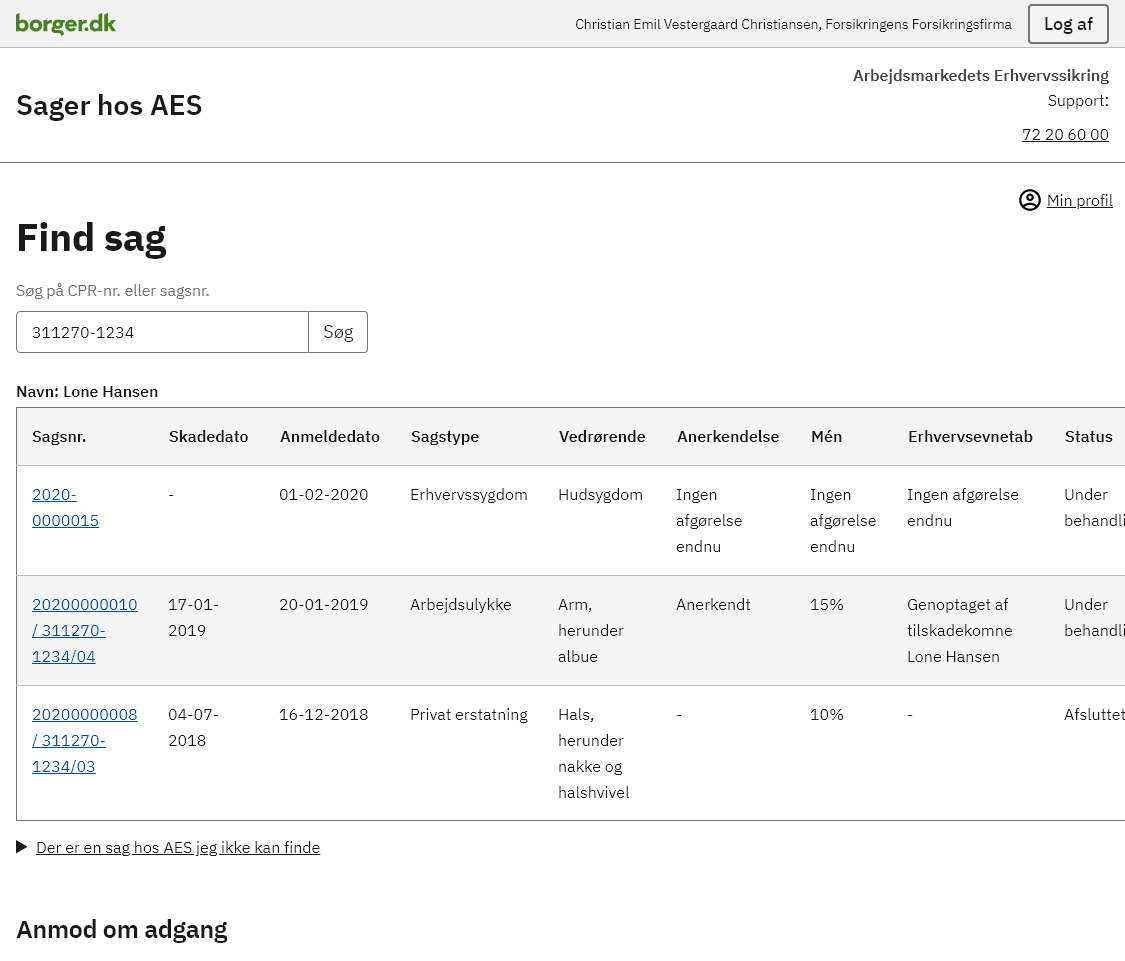 borger.dk
Christian Emil Vestergaard Christiansen, Forsikringens Forsikringsfirma
Log af
Sager hos AES
Arbejdsmarkedets Erhvervssikring
Support:
72 20 60 00
Min profil
Find sag
Søg på CPR-nr. eller sagsnr.
311270-1234 Søg
Navn: Lone Hansen
Sagsnr. Skadedato Anmeldedato Sagstype Vedrørende Anerkendelse Mén Erhvervsevnetab Status
2020- - 01-02-2020 Erhvervssygdom Hudsygdom Ingen Ingen Ingen afgørelse Under
0000015 afgørelse afgørelse endnu behandli
endnu endnu
20200000010 17-01- 20-01-2019 Arbejdsulykke Arm, Anerkendt 15% Genoptaget af Under
/ 311270- 2019 herunder tilskadekomne behandli
1234/04 albue Lone Hansen
20200000008 04-07- 16-12-2018 Privat erstatning Hals, - 10% - Afsluttet
/ 311270- 2018 herunder
1234/03 nakke og
halshvivel
Der er en sag hos AES jeg ikke kan finde
Anmod om adgang